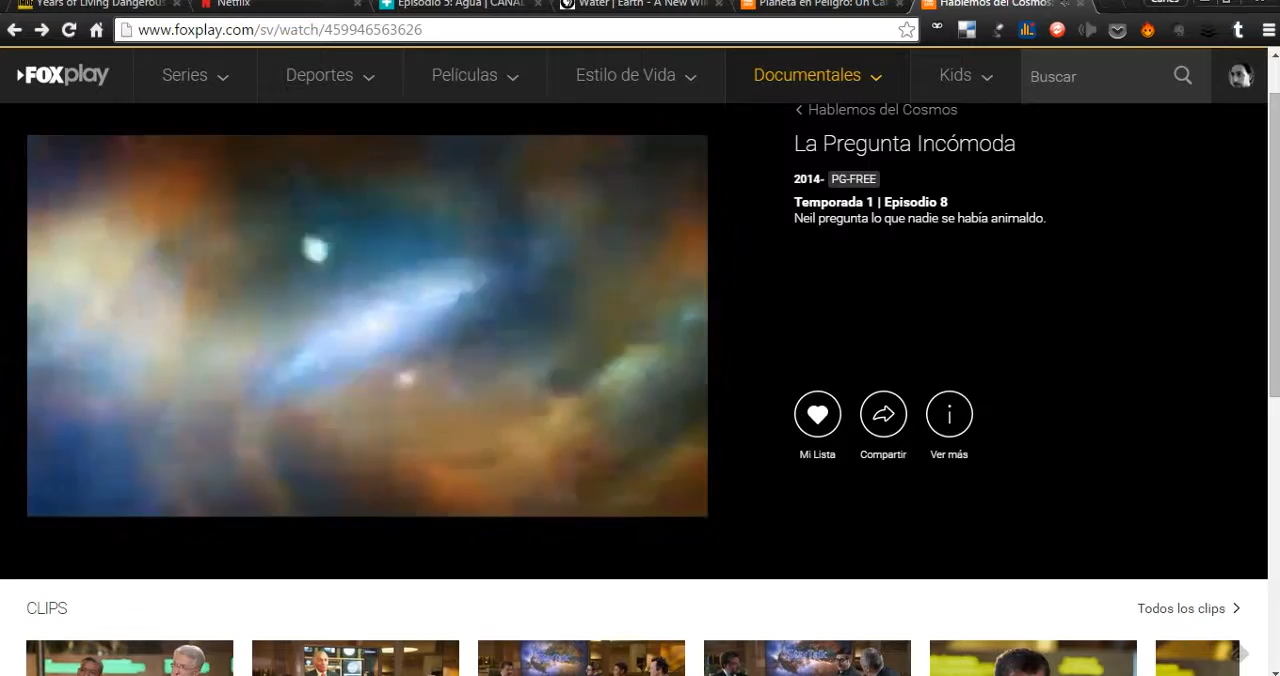 Years of Living Dangerous
Netflix
Episodio 5: Agua | CANAL
Water | Earth - A New Wil
Planeta en Peligro: Un Ca
Hablemos del Cosmos:
www.foxplay.com/sv/watch/459946563626
FOXplay
Series
Deportes
Películas
Estilo de Vida
Documentales
Kids
Buscar
Hablemos del Cosmos
La Pregunta Incómoda
2014- PG-FREE
Temporada 1 | Episodio 8
Neil pregunta lo que nadie se había animaldo.
Mi Lista
Compartir
Ver más
CLIPS
Todos los clips
StarTalk